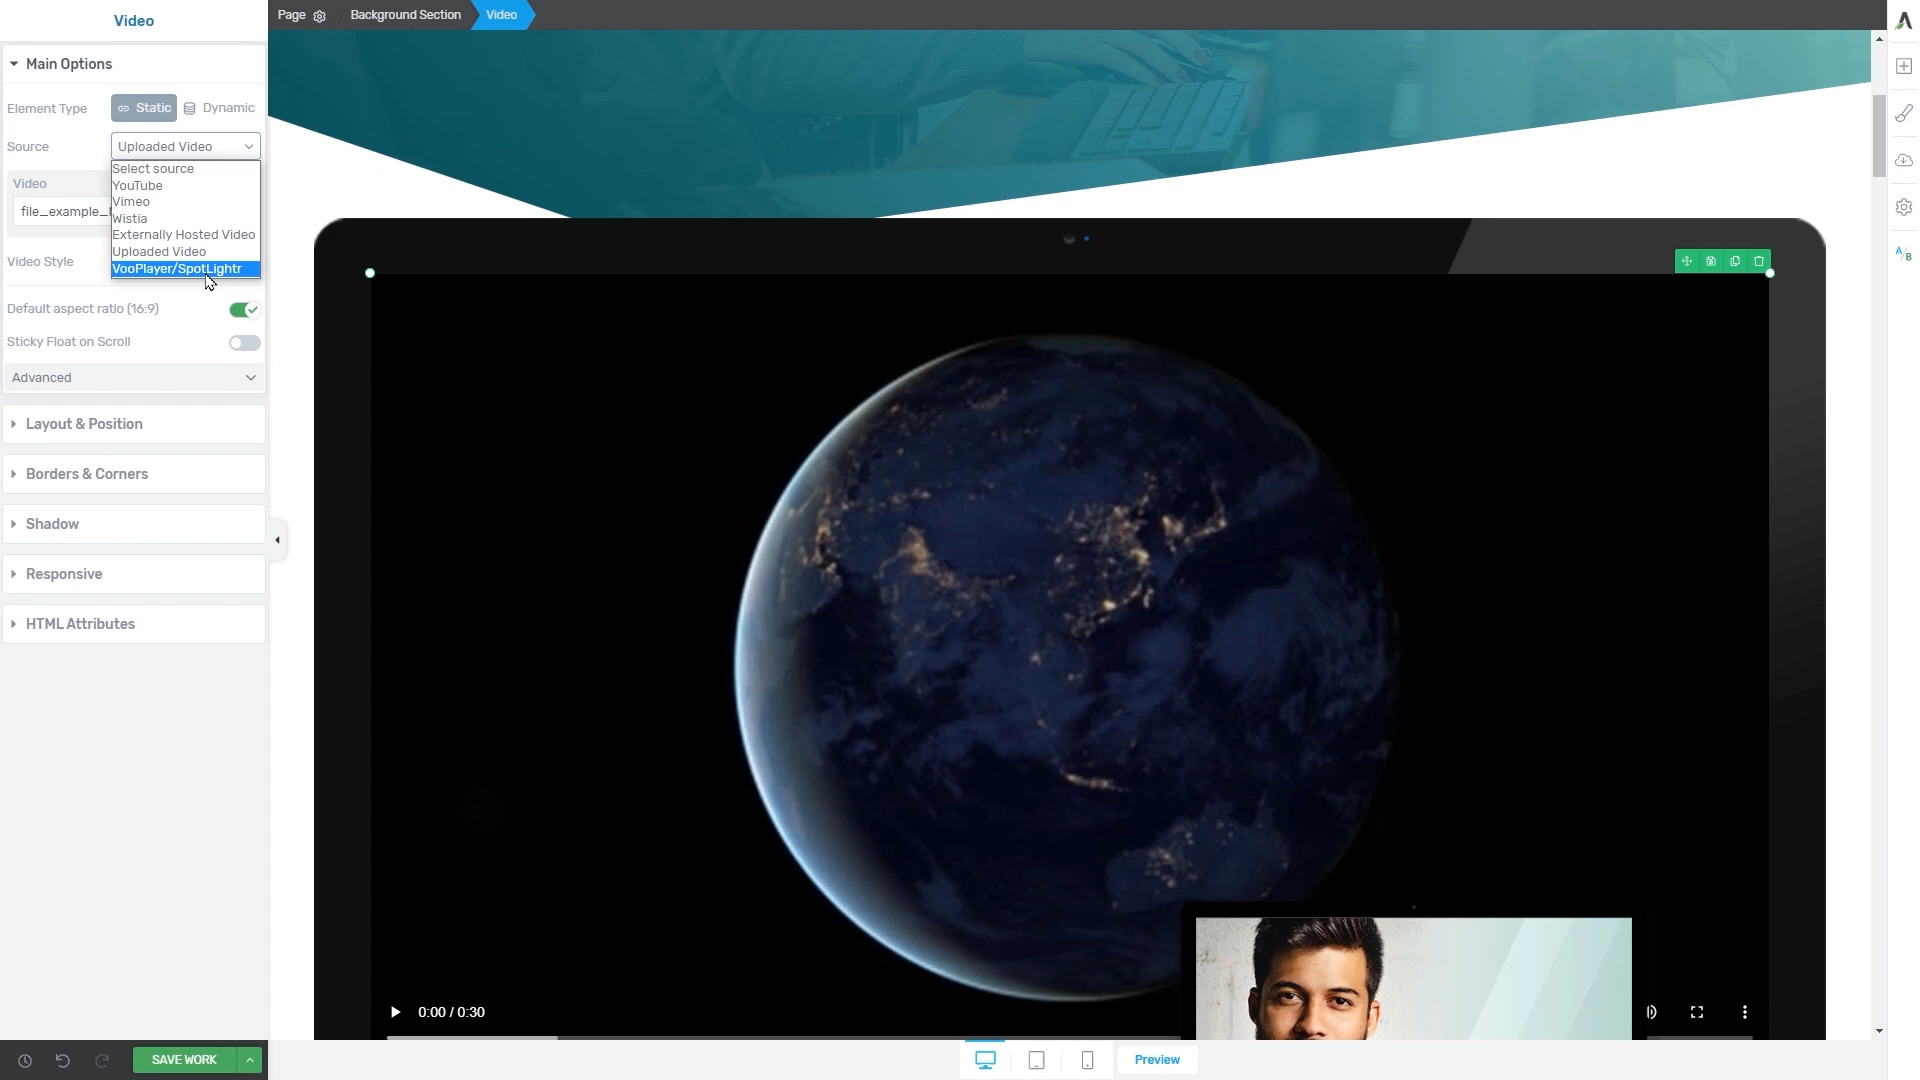 Video
Page
Background Section
Video
Main Options
Element Type
Static
Dynamic
Source
Uploaded Video
Select source
YouTube
Vimeo
Wistia
Externally Hosted Video
Uploaded Video
VooPlayer/SpotLightr
Video
file_example_
Video Style
Default aspect ratio (16:9)
Sticky Float on Scroll
Advanced
Layout & Position
Borders & Corners
Shadow
Responsive
HTML Attributes
A/B
0:00 / 0:30
SAVE WORK
Preview